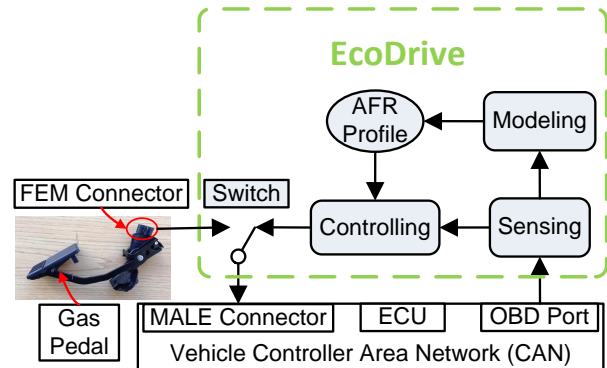 EcoDrive
AFR
Profile
Modeling
FEM Connector
Switch
Controlling
Sensing
Gas
Pedal
MALE Connector
ECU
OBD Port
Vehicle Controller Area Network (CAN)